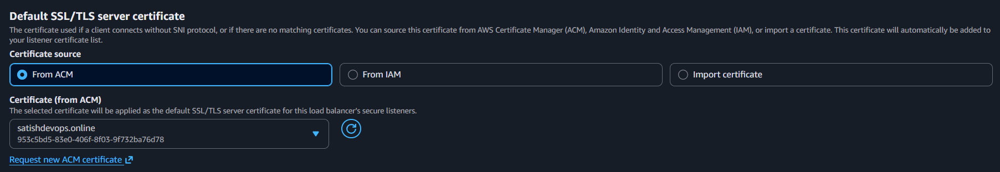 Default SSL/TLS server certificate
The certificate used if a client connects without SNI protocol, or if there are no matching certificates. You can source this certificate from AWS Certificate Manager (ACM), Amazon Identity and Access Management (IAM), or import a certificate. This certificate will automatically be added to
your listener certificate list.
Certificate source
From ACM
From IAM
Import certificate
Certificate (from ACM)
The selected certificate will be applied as the default SSL/TLS server certificate for this load balancer's secure listeners.
satishdevops.online
953c5bd5-83e0-406f-8f03-9f732ba76d78
Request new ACM certificate